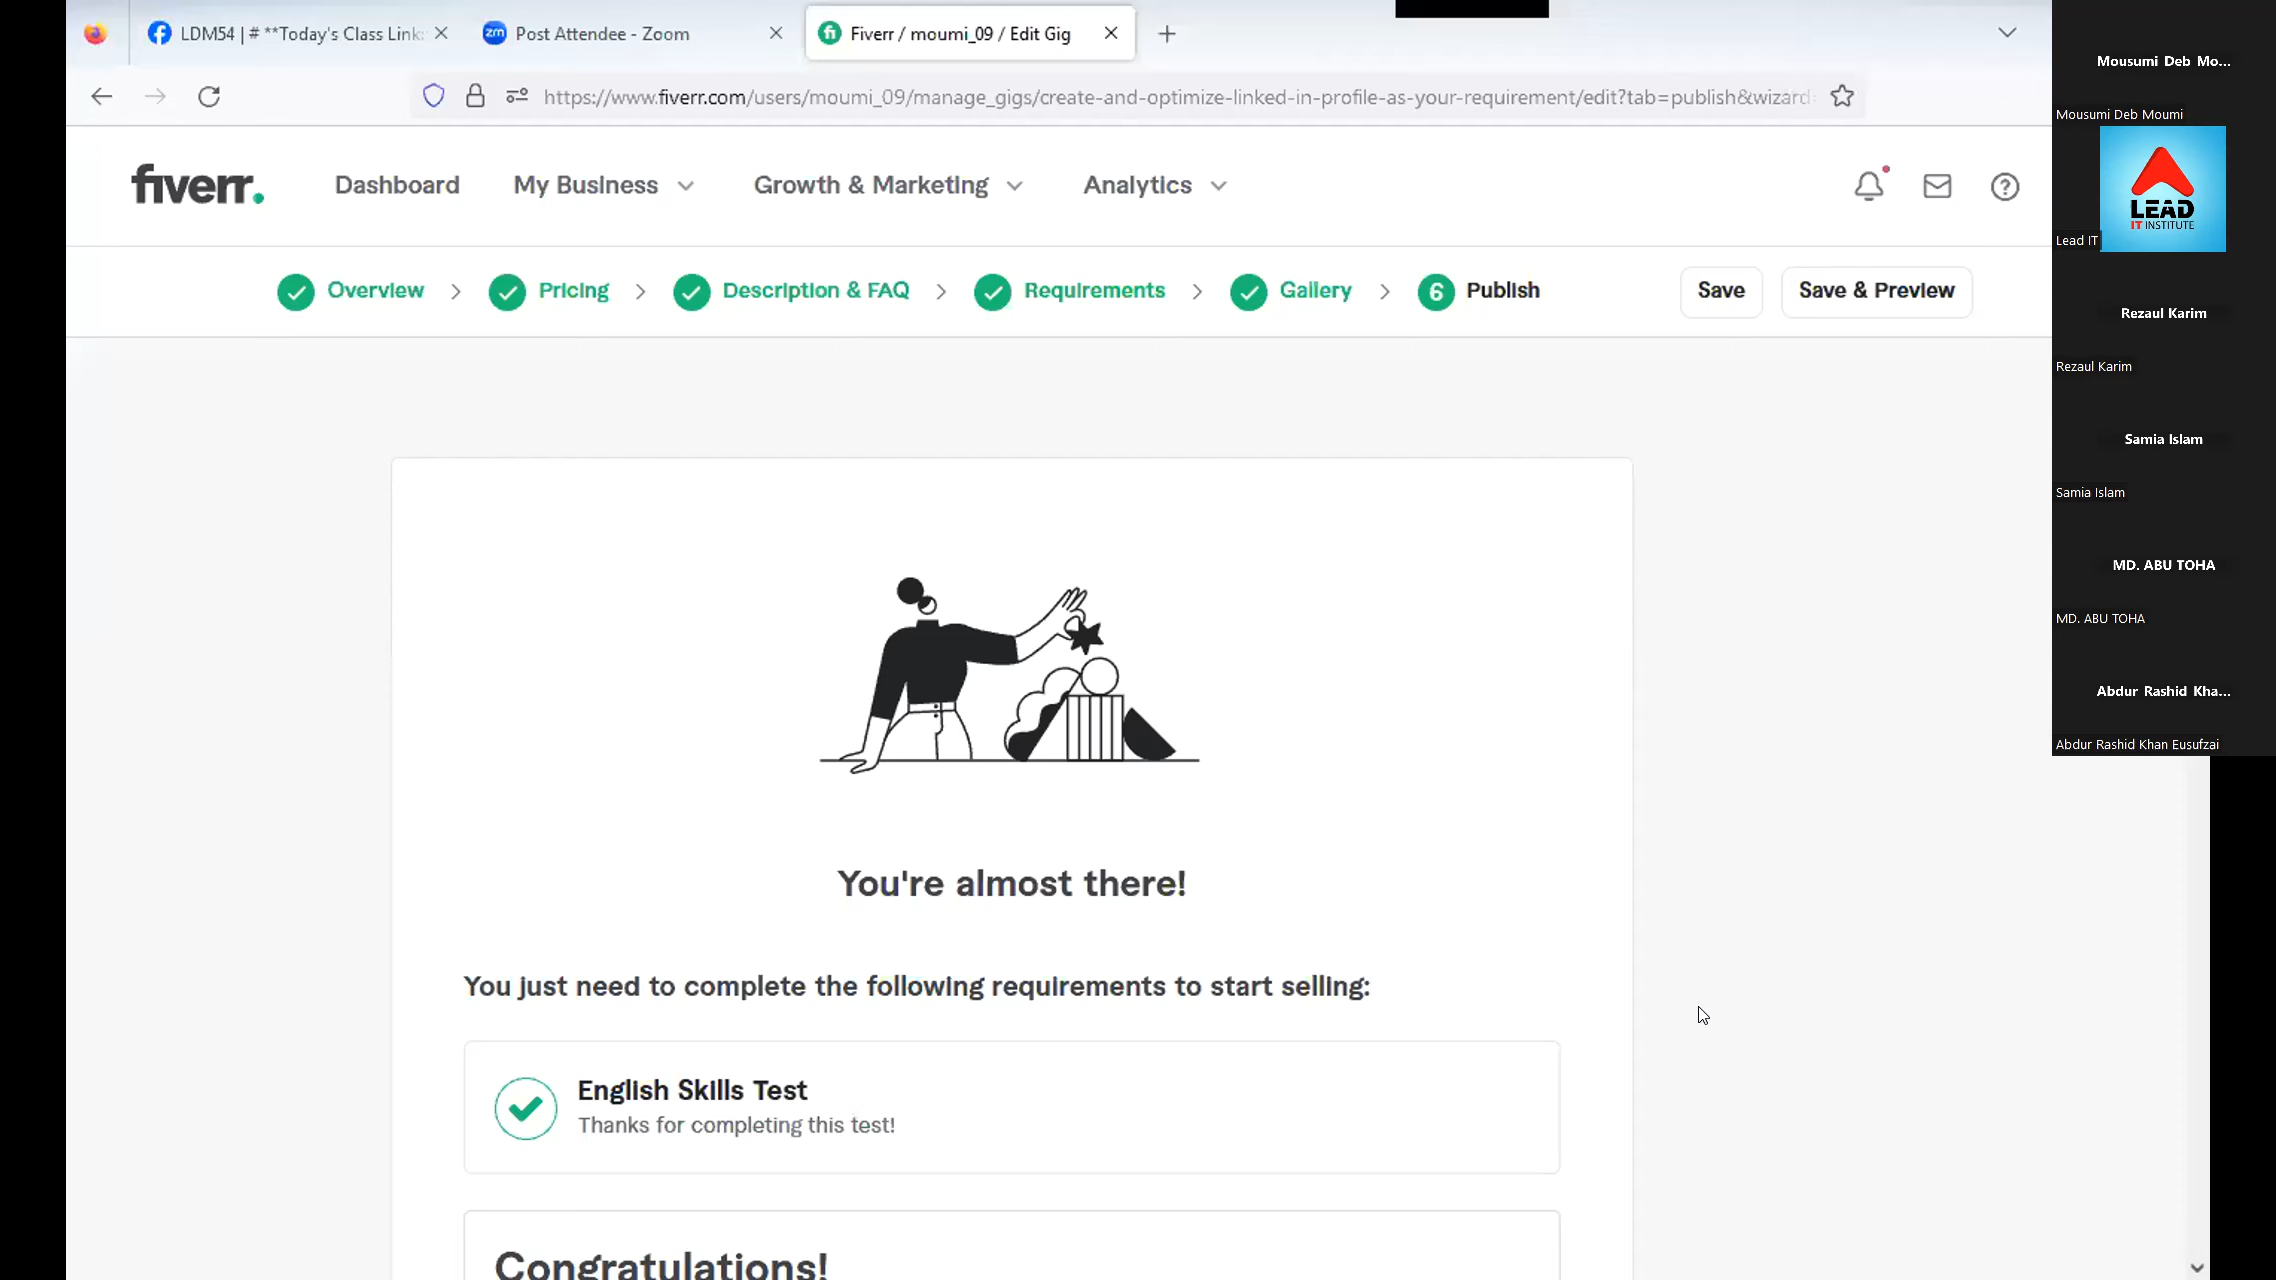 LDM54 | # **Today's Class Link:
zm Post Attendee - Zoom
fi Fiverr / moumi_09 / Edit Gig
https://www.fiverr.com/users/moumi_09/manage_gigs/create-and-optimize-linked-in-profile-as-your-requirement/edit?tab=publish&wizard=
fiverr.
Dashboard
My Business
Growth & Marketing
Analytics
Overview
Pricing
Description & FAQ
Requirements
Gallery
6 Publish
Save
Save & Preview
You're almost there!
You just need to complete the following requirements to start selling:
English Skills Test
Thanks for completing this test!
Congratulations!
Mousumi Deb Mo...
Mousumi Deb Moumi
LEAD
IT INSTITUTE
Lead IT
Rezaul Karim
Rezaul Karim
Samia Islam
Samia Islam
MD. ABU TOHA
MD. ABU TOHA
Abdur Rashid Kha...
Abdur Rashid Khan Eusufzai